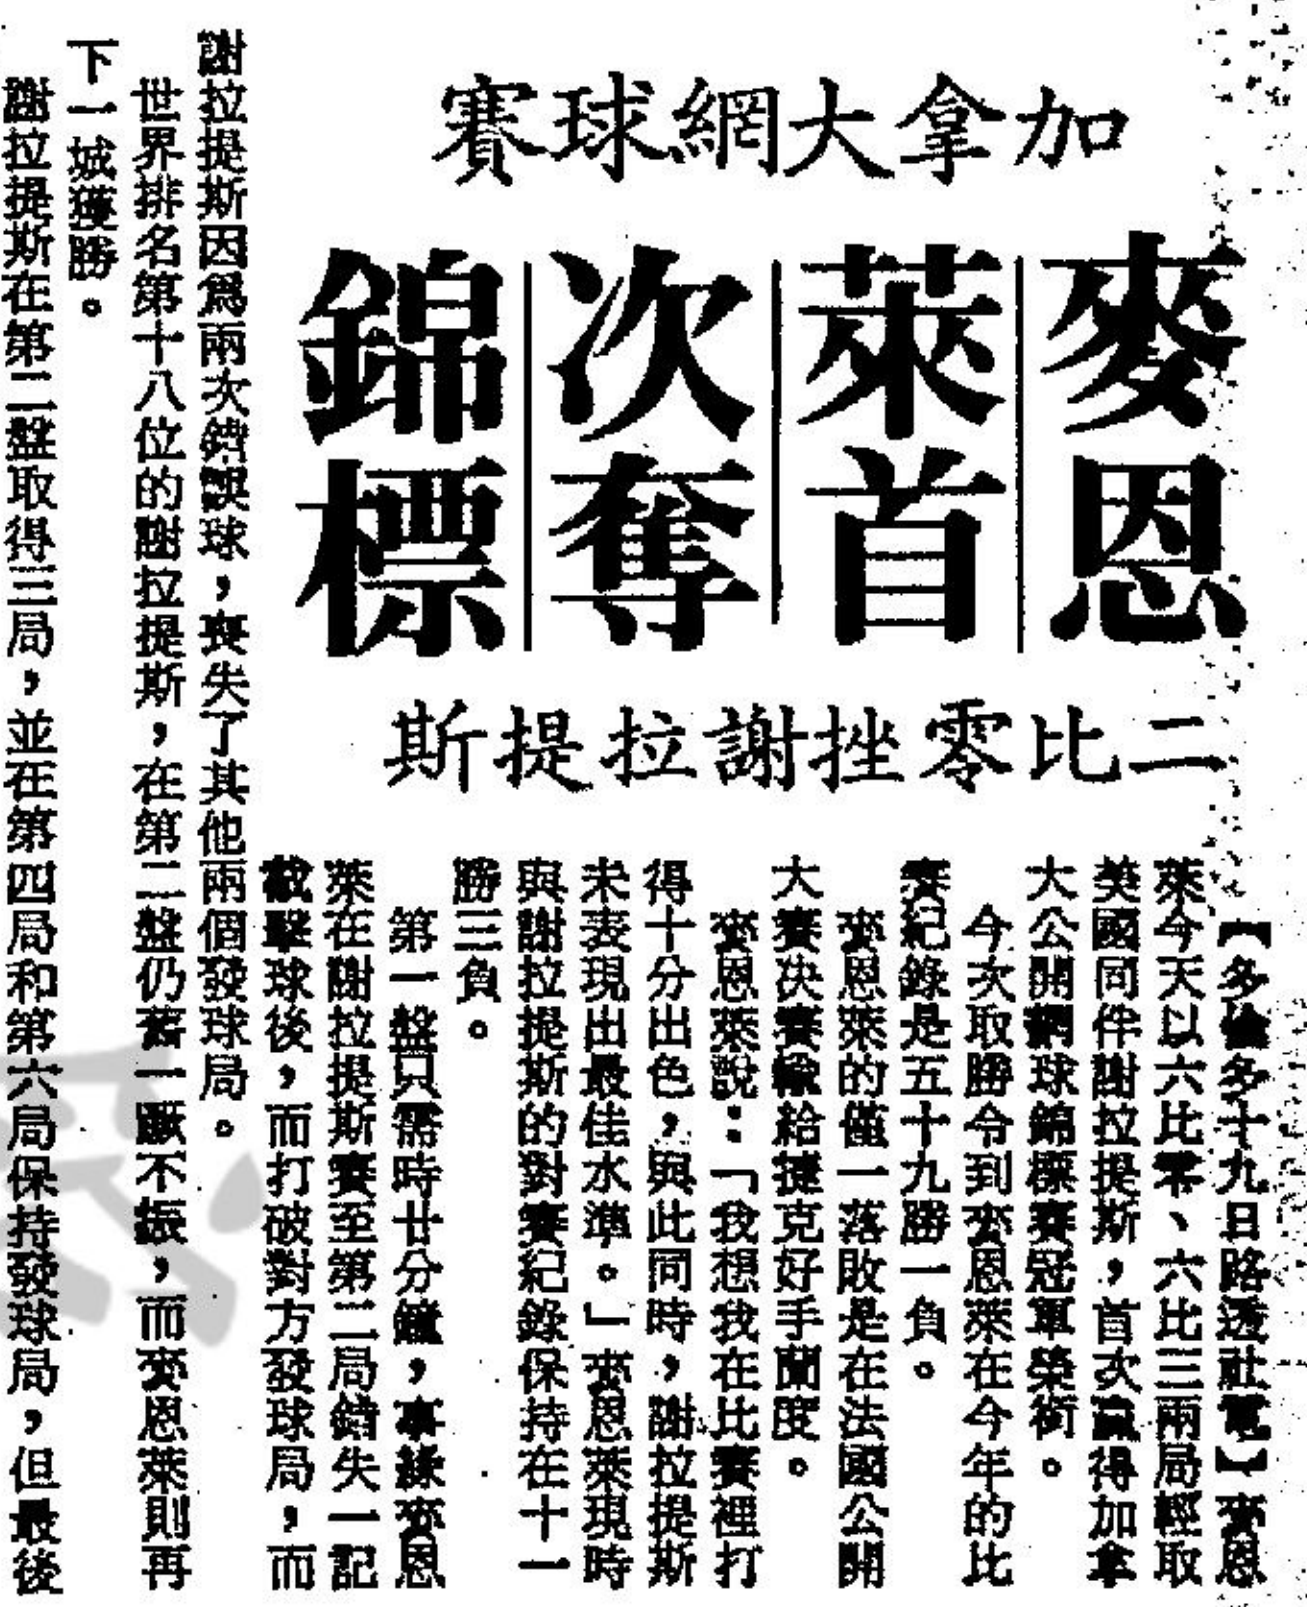 加拿大網球賽
麥恩
萊首
次奪
錦標
二比零挫謝拉提斯
【多倫多十九日路透社電】麥恩
萊今天以六比零、六比三兩局輕取
美國同伴謝拉提斯，首次贏得加拿
大公開網球錦標賽冠軍榮銜。
今次取勝令到麥恩萊在今年的比
賽紀錄是五十九勝一負。
麥恩萊的僅一落敗是在法國公開
大賽決賽輸給捷克好手蘭度。
麥恩萊說：「我想我在比賽裡打
得十分出色，與此同時，謝拉提斯
未表現出最佳水準。」麥恩萊現時
與謝拉提斯的對賽紀錄保持在十一
勝三負。
第一盤只需時廿分鐘，事緣麥恩
萊在謝拉提斯賽至第二局錯失一記
截擊球後，而打破對方發球局，而
謝拉提斯因爲兩次錯誤球，喪失了其他兩個發球局。
世界排名第十八位的謝拉提斯，在第二盤仍舊一蹶不振，而麥恩萊則再
下一城獲勝。
謝拉提斯在第二盤取得三局，並在第四局和第六局保持發球局，但最後